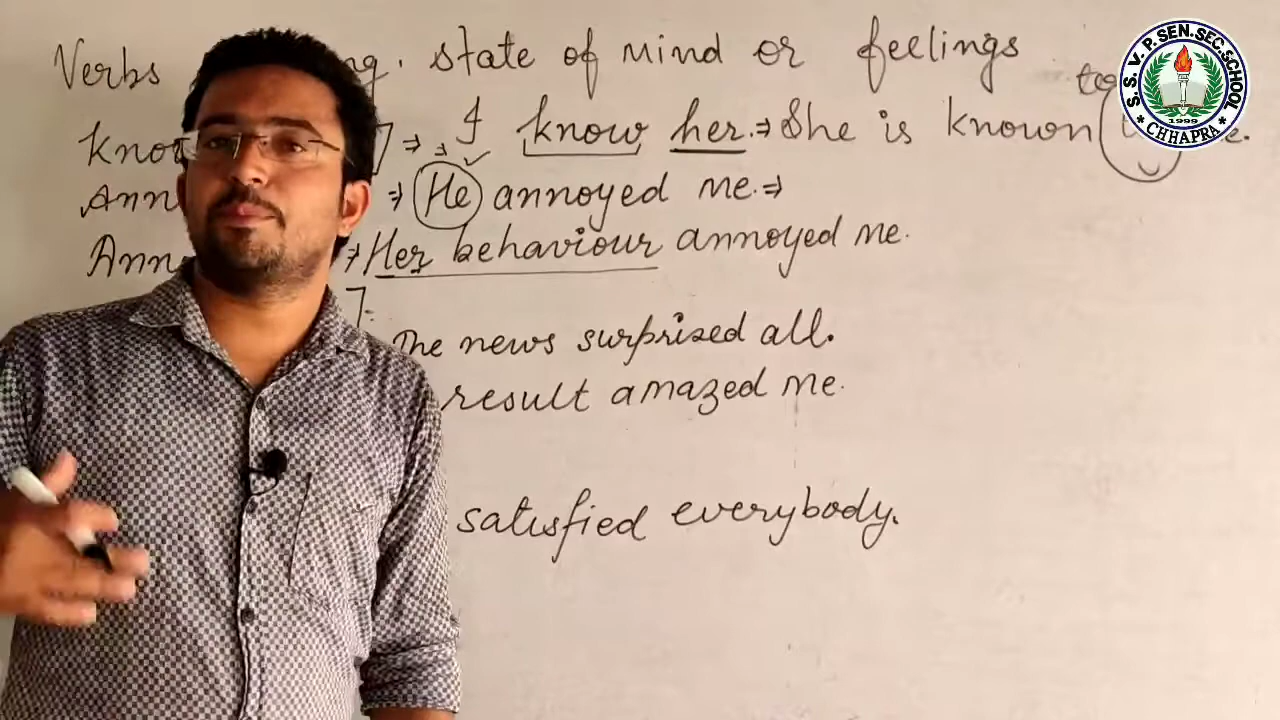 Verbs state of mind or feelings
to
⇒ I know her. ⇒ She is known
⇒ He annoyed me. ⇒
⇒ Her behaviour annoyed me.
The news surprised all.
result amazed me.
satisfied everybody.
S. S. V. P. SEN. SEC. SCHOOL
1999
CHHAPRA